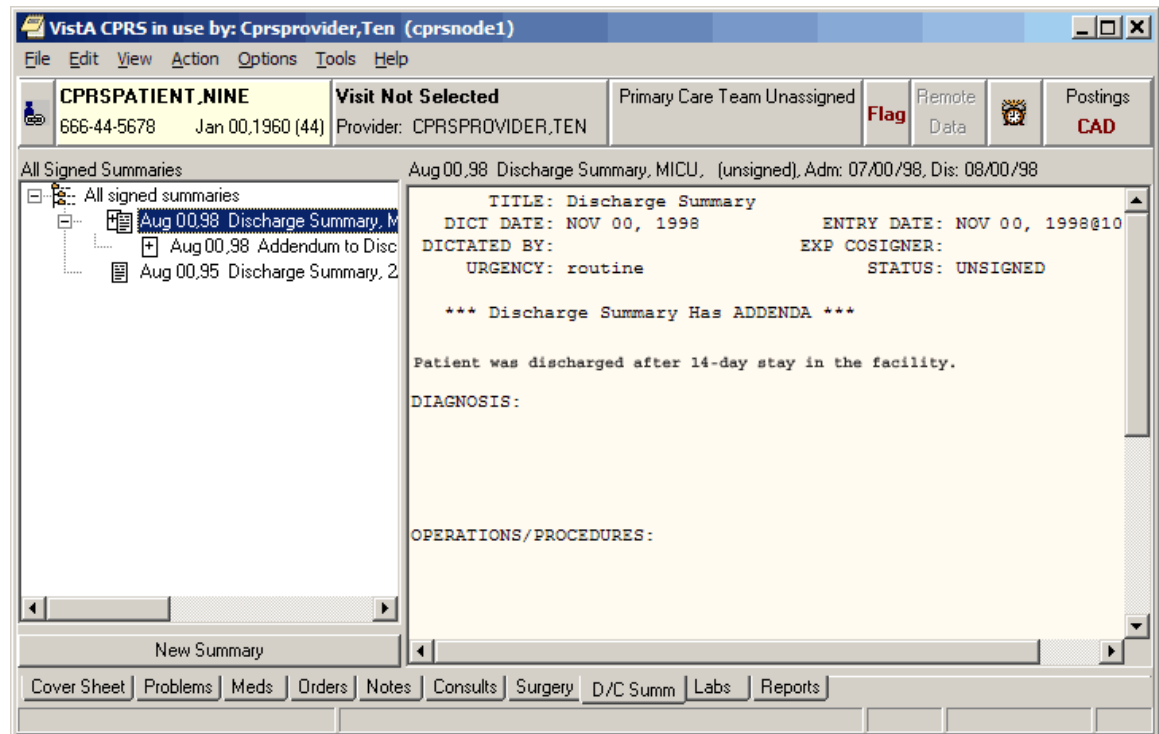 VistA CPRS in use by: Cprsprovider,Ten (cprsnode1)
File Edit View Action Options Tools Help
CPRSPATIENT,NINE
666-44-5678 Jan 00,1960 (44)
Visit Not Selected
Provider: CPRSPROVIDER,TEN
Primary Care Team Unassigned
Flag
Remote
Data
Postings
CAD
All Signed Summaries
All signed summaries
Aug 00,98 Discharge Summary, M
Aug 00,98 Addendum to Disc
Aug 00,95 Discharge Summary, 2
New Summary
Aug 00,98 Discharge Summary, MICU, (unsigned), Adm: 07/00/98, Dis: 08/00/98
TITLE: Discharge Summary
DICT DATE: NOV 00, 1998 ENTRY DATE: NOV 00, 1998@10
DICTATED BY: EXP COSIGNER:
URGENCY: routine STATUS: UNSIGNED
*** Discharge Summary Has ADDENDA ***
Patient was discharged after 14-day stay in the facility.
DIAGNOSIS:
OPERATIONS/PROCEDURES:
Cover Sheet Problems Meds Orders Notes Consults Surgery D/C Summ Labs Reports